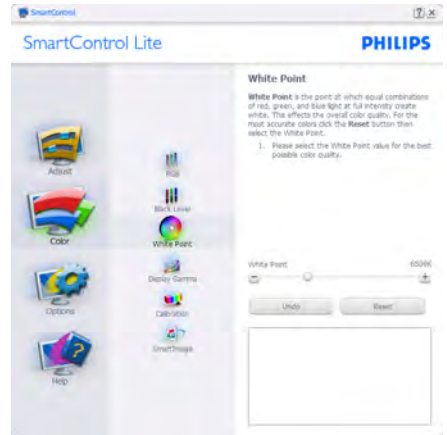 SmartControl
SmartControl Lite
PHILIPS
Adjust
Color
Options
Help
RGB
Black Level
White Point
Display Gamma
Calibration
SmartImage
White Point
White Point is the point at which equal combinations
of red, green, and blue light at full intensity create
white. This affects the overall color quality. For the
most accurate colors click the Reset button then
select the White Point.
1. Please select the White Point value for the best
possible color quality.
White Point 6500K
Undo Reset